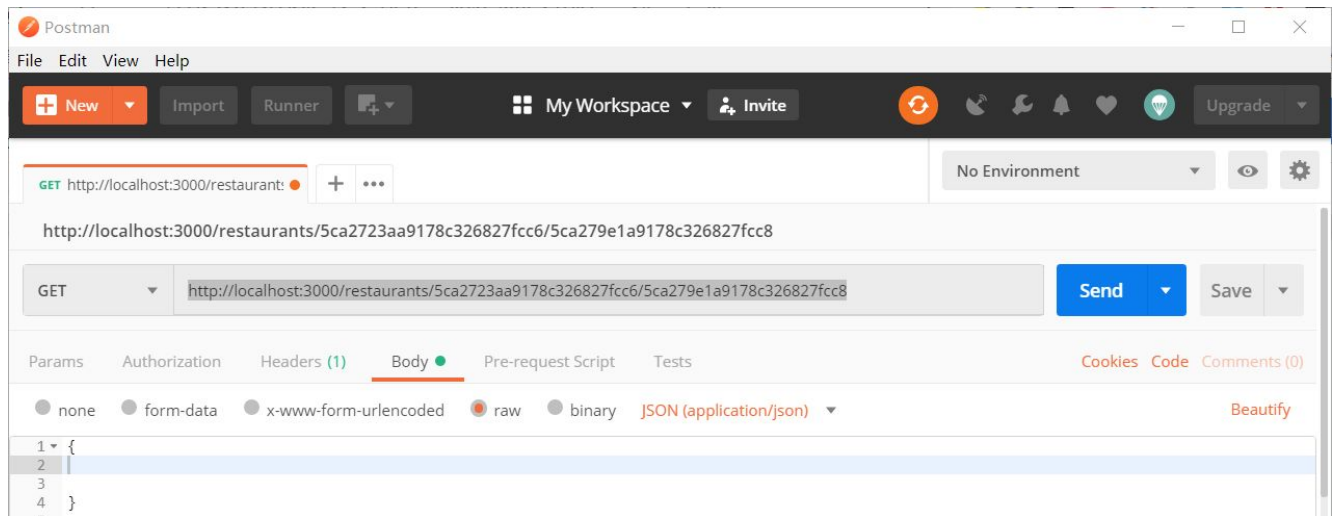 Postman
File Edit View Help
New Import Runner My Workspace Invite Upgrade
GET http://localhost:3000/restaurant: No Environment
http://localhost:3000/restaurants/5ca2723aa9178c326827fcc6/5ca279e1a9178c326827fcc8
GET http://localhost:3000/restaurants/5ca2723aa9178c326827fcc6/5ca279e1a9178c326827fcc8 Send Save
Params Authorization Headers (1) Body Pre-request Script Tests Cookies Code Comments (0)
none form-data x-www-form-urlencoded raw binary JSON (application/json) Beautify
1 {
2
3
4 }